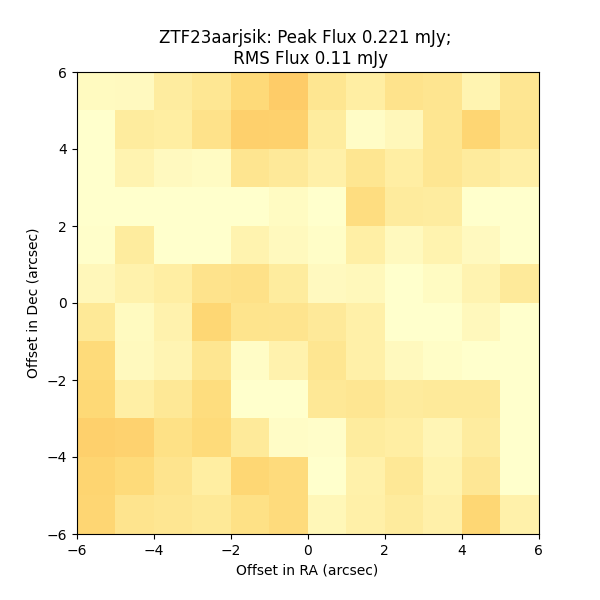 ZTF23aarjsik: Peak Flux 0.221 mJy;
RMS Flux 0.11 mJy
6
4
2
0
−2
−4
−6
Offset in Dec (arcsec)
−6 −4 −2 0 2 4 6
Offset in RA (arcsec)